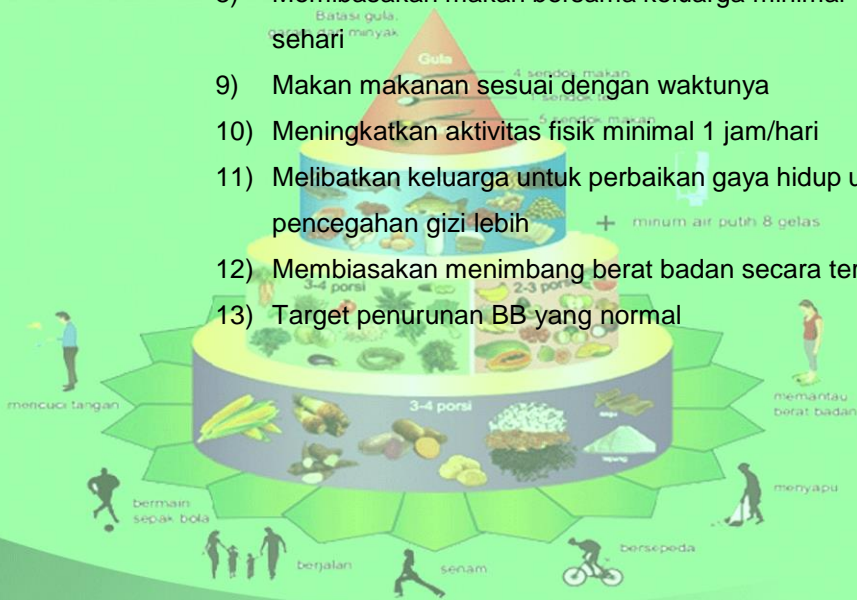 8) Membiasakan makan bersama keluarga minimal
Batasi gula,
garam dan minyak
sehari
Gula
4 sendok makan
9) Makan makanan sesuai dengan waktunya
1 sendok teh
5 sendok makan
10) Meningkatkan aktivitas fisik minimal 1 jam/hari
11) Melibatkan keluarga untuk perbaikan gaya hidup u
pencegahan gizi lebih
+ minum air putih 8 gelas
12) Membiasakan menimbang berat badan secara ter
3-4 porsi
2-3 porsi
13) Target penurunan BB yang normal
mencuci tangan
memantau
berat badan
3-4 porsi
sagu
tepung
bermain
sepak bola
menyapu
berjalan
senam
bersepeda